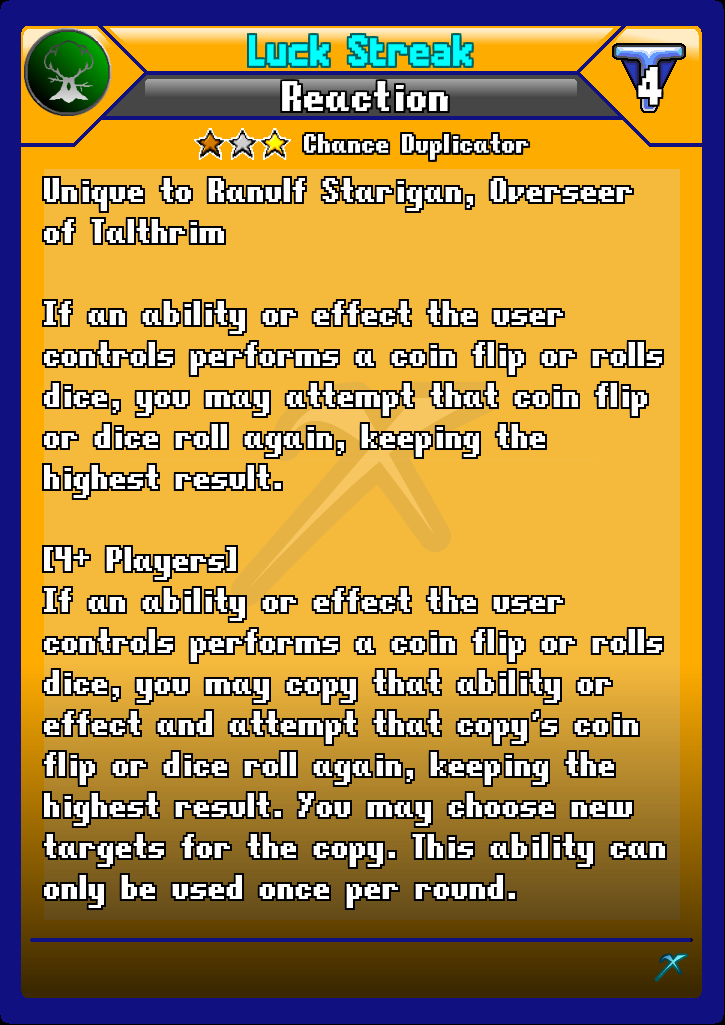 Luck Streak
4
Reaction
Chance Duplicator
Unique to Ranulf Starigan, Overseer
of Talthrim
If an ability or effect the user
controls performs a coin flip or rolls
dice, you may attempt that coin flip
or dice roll again, keeping the
highest result.
[4+ Players]
If an ability or effect the user
controls performs a coin flip or rolls
dice, you may copy that ability or
effect and attempt that copy's coin
flip or dice roll again, keeping the
highest result. You may choose new
targets for the copy. This ability can
only be used once per round.